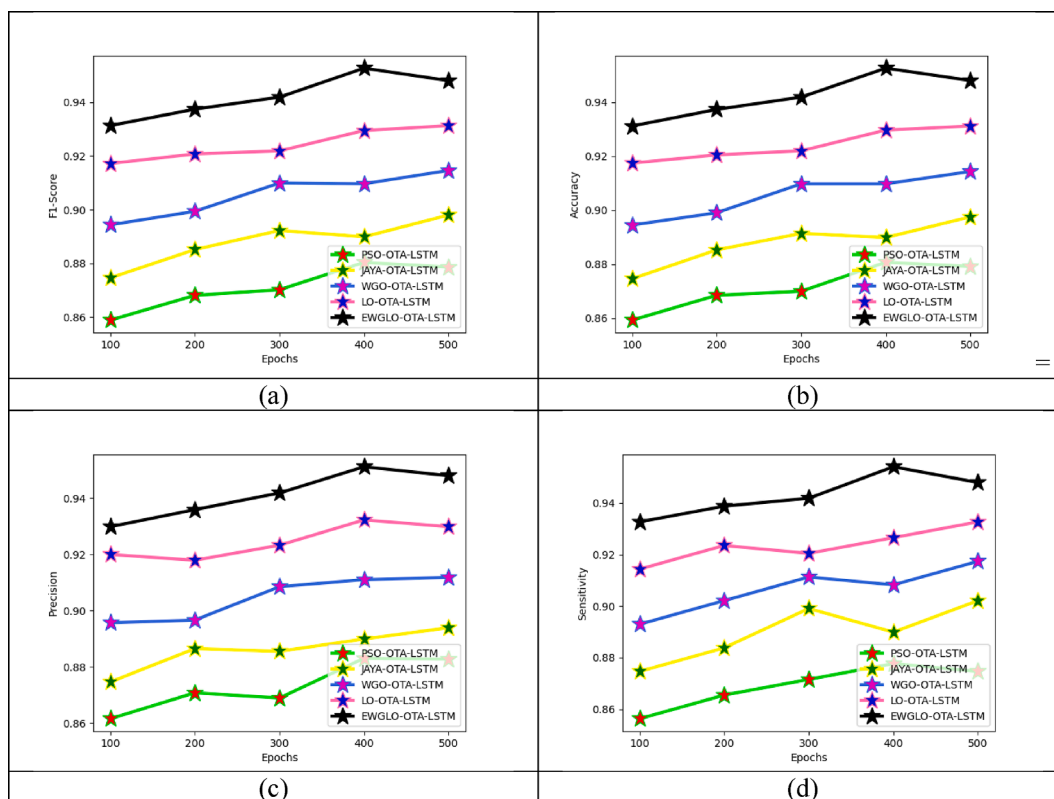 0.94
0.92
0.90
0.88
0.86
F1-Score
PSO-OTA-LSTM
JAYA-OTA-LSTM
WGO-OTA-LSTM
LO-OTA-LSTM
EWGLO-OTA-LSTM
100 200 300 400 500
Epochs
(a)
0.94
0.92
0.90
0.88
0.86
Accuracy
PSO-OTA-LSTM
JAYA-OTA-LSTM
WGO-OTA-LSTM
LO-OTA-LSTM
EWGLO-OTA-LSTM
100 200 300 400 500
Epochs
=
(b)
0.94
0.92
0.90
0.88
0.86
Precision
PSO-OTA-LSTM
JAYA-OTA-LSTM
WGO-OTA-LSTM
LO-OTA-LSTM
EWGLO-OTA-LSTM
100 200 300 400 500
Epochs
(c)
0.94
0.92
0.90
0.88
0.86
Sensitivity
PSO-OTA-LSTM
JAYA-OTA-LSTM
WGO-OTA-LSTM
LO-OTA-LSTM
EWGLO-OTA-LSTM
100 200 300 400 500
Epochs
(d)